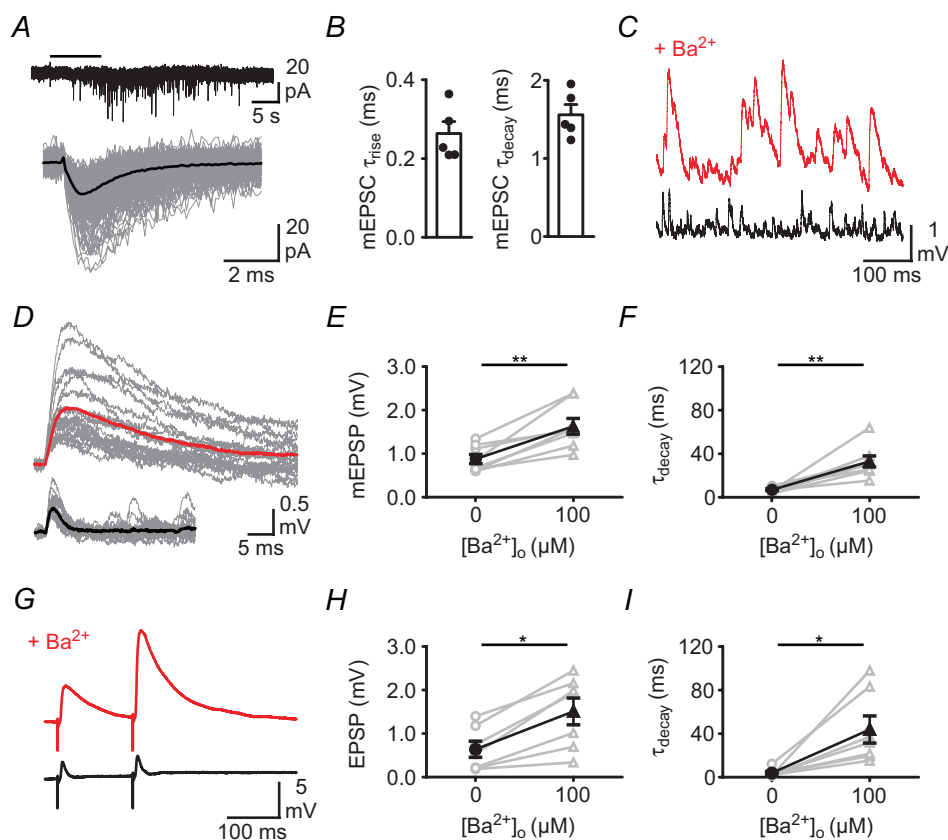 A
20
pA
5 s
20
pA
2 ms
B
mEPSC τrise (ms)
0.4
0.2
0.0
mEPSC τdecay (ms)
2
1
0
C
+ Ba²⁺
1
mV
100 ms
D
0.5
mV
5 ms
E
**
mEPSP (mV)
3.0
2.0
1.0
0.0
0
100
[Ba²⁺]ₒ (µM)
F
**
τdecay (ms)
120
80
40
0
0
100
[Ba²⁺]ₒ (µM)
G
+ Ba²⁺
5
mV
100 ms
H
*
EPSP (mV)
3.0
2.0
1.0
0.0
0
100
[Ba²⁺]ₒ (µM)
I
*
τdecay (ms)
120
80
40
0
0
100
[Ba²⁺]ₒ (µM)